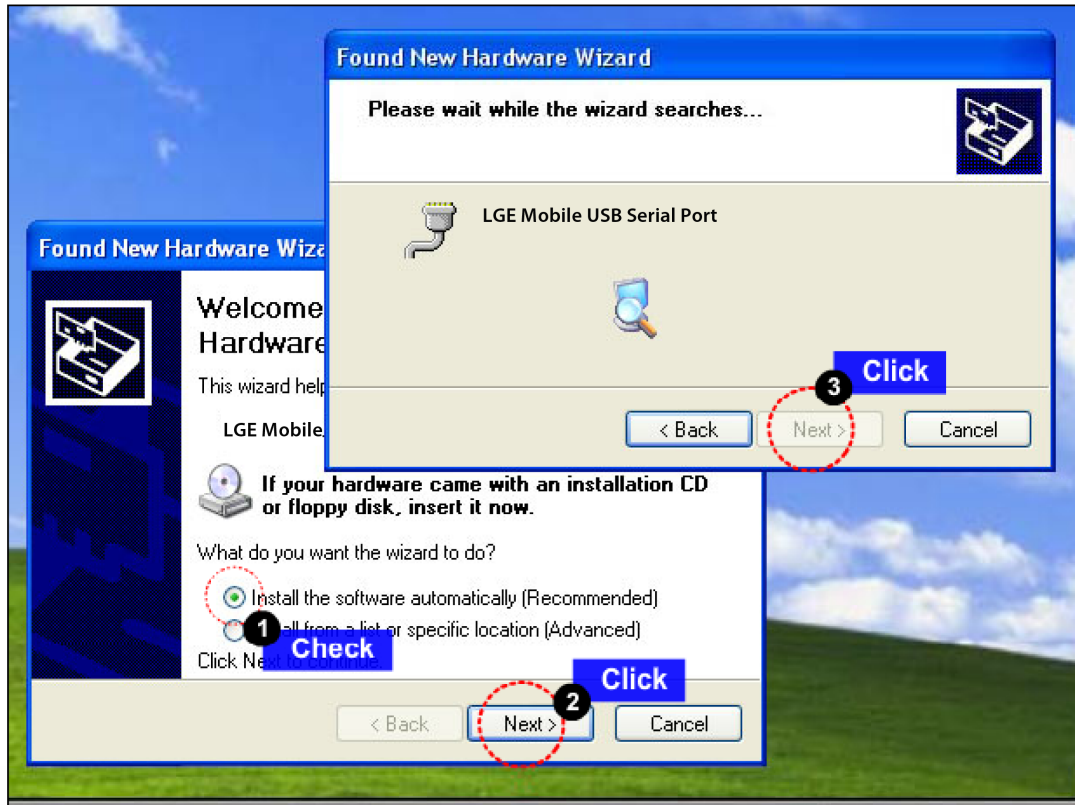 Found New Hardware Wizard
Please wait while the wizard searches...
LGE Mobile USB Serial Port
3 Click
< Back Next > Cancel
Found New Hardware Wiza
Welcome
Hardware
This wizard help
LGE Mobile
If your hardware came with an installation CD
or floppy disk, insert it now.
What do you want the wizard to do?
Install the software automatically (Recommended)
all from a list or specific location (Advanced)
1 Check
Click Next to continue.
2 Click
< Back Next > Cancel